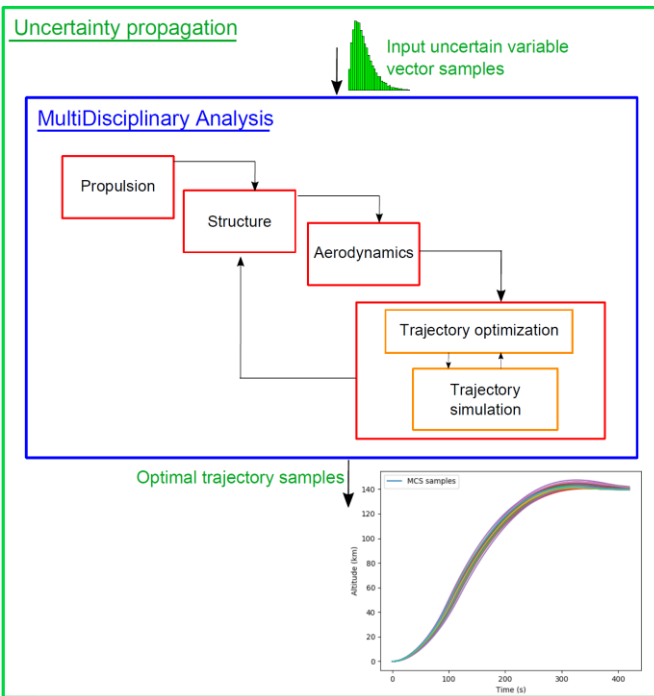 Uncertainty propagation
Input uncertain variable
vector samples
MultiDisciplinary Analysis
Propulsion
Structure
Aerodynamics
Trajectory optimization
Trajectory
simulation
Optimal trajectory samples
MCS samples
140
120
100
80
60
40
20
0
Altitude (km)
0 100 200 300 400
Time (s)